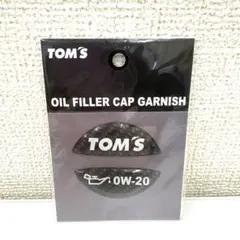 TOM'S
OIL FILLER CAP GARNISH
TOM'S
0W-20